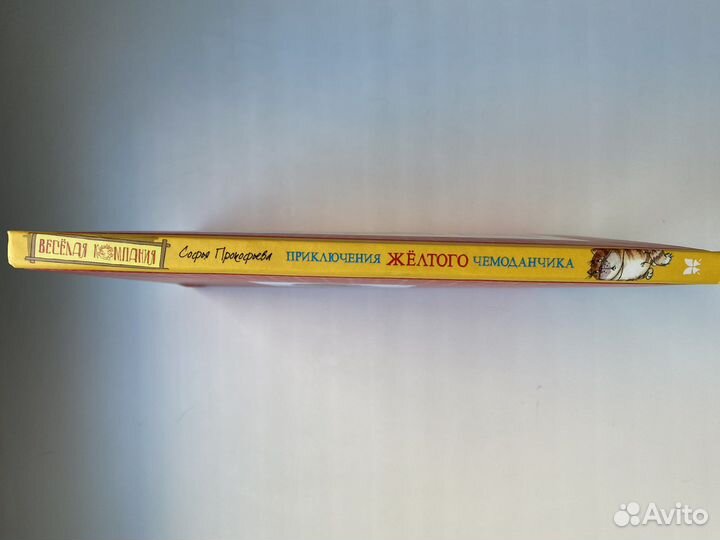 ВЕСЁЛАЯ КОМПАНИЯ Софья Прокофьева ПРИКЛЮЧЕНИЯ ЖЁЛТОГО ЧЕМОДАНЧИКА
Avito